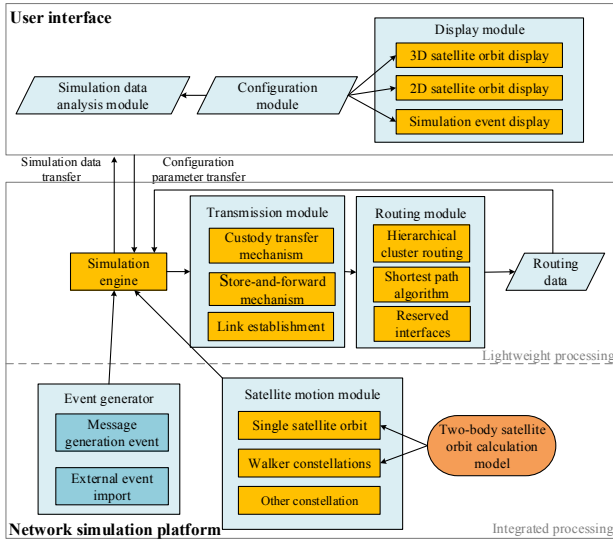 User interface
Display module
3D satellite orbit display
2D satellite orbit display
Simulation event display
Simulation data
analysis module
Configuration
module
Simulation data
transfer
Configuration
parameter transfer
Transmission module
Custody transfer
mechanism
Store-and-forward
mechanism
Link establishment
Routing module
Hierarchical
cluster routing
Shortest path
algorithm
Reserved
interfaces
Simulation
engine
Routing
data
Lightweight processing
Event generator
Message
generation event
External event
import
Satellite motion module
Single satellite orbit
Walker constellations
Other constellation
Two-body satellite
orbit calculation
model
Network simulation platform
Integrated processing